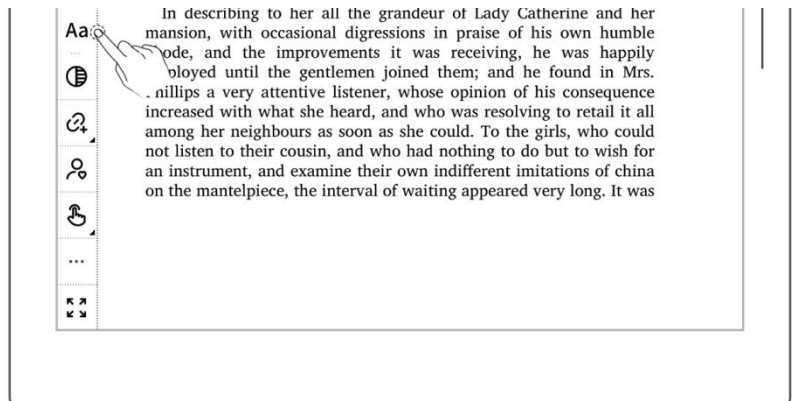 In describing to her all the grandeur of Lady Catherine and her
Aa
mansion, with occasional digressions in praise of his own humble
and the improvements it was receiving, he was happily
until the gentlemen joined them; and he found in Mrs.
a very attentive listener, whose opinion of his consequence
increased with what she heard, and who was resolving to retail it all
among her neighbours as soon as she could. To the girls, who could
not listen to their cousin, and who had nothing to do but to wish for
an instrument, and examine their own indifferent imitations of china
on the mantelpiece, the interval of waiting appeared very long. It was